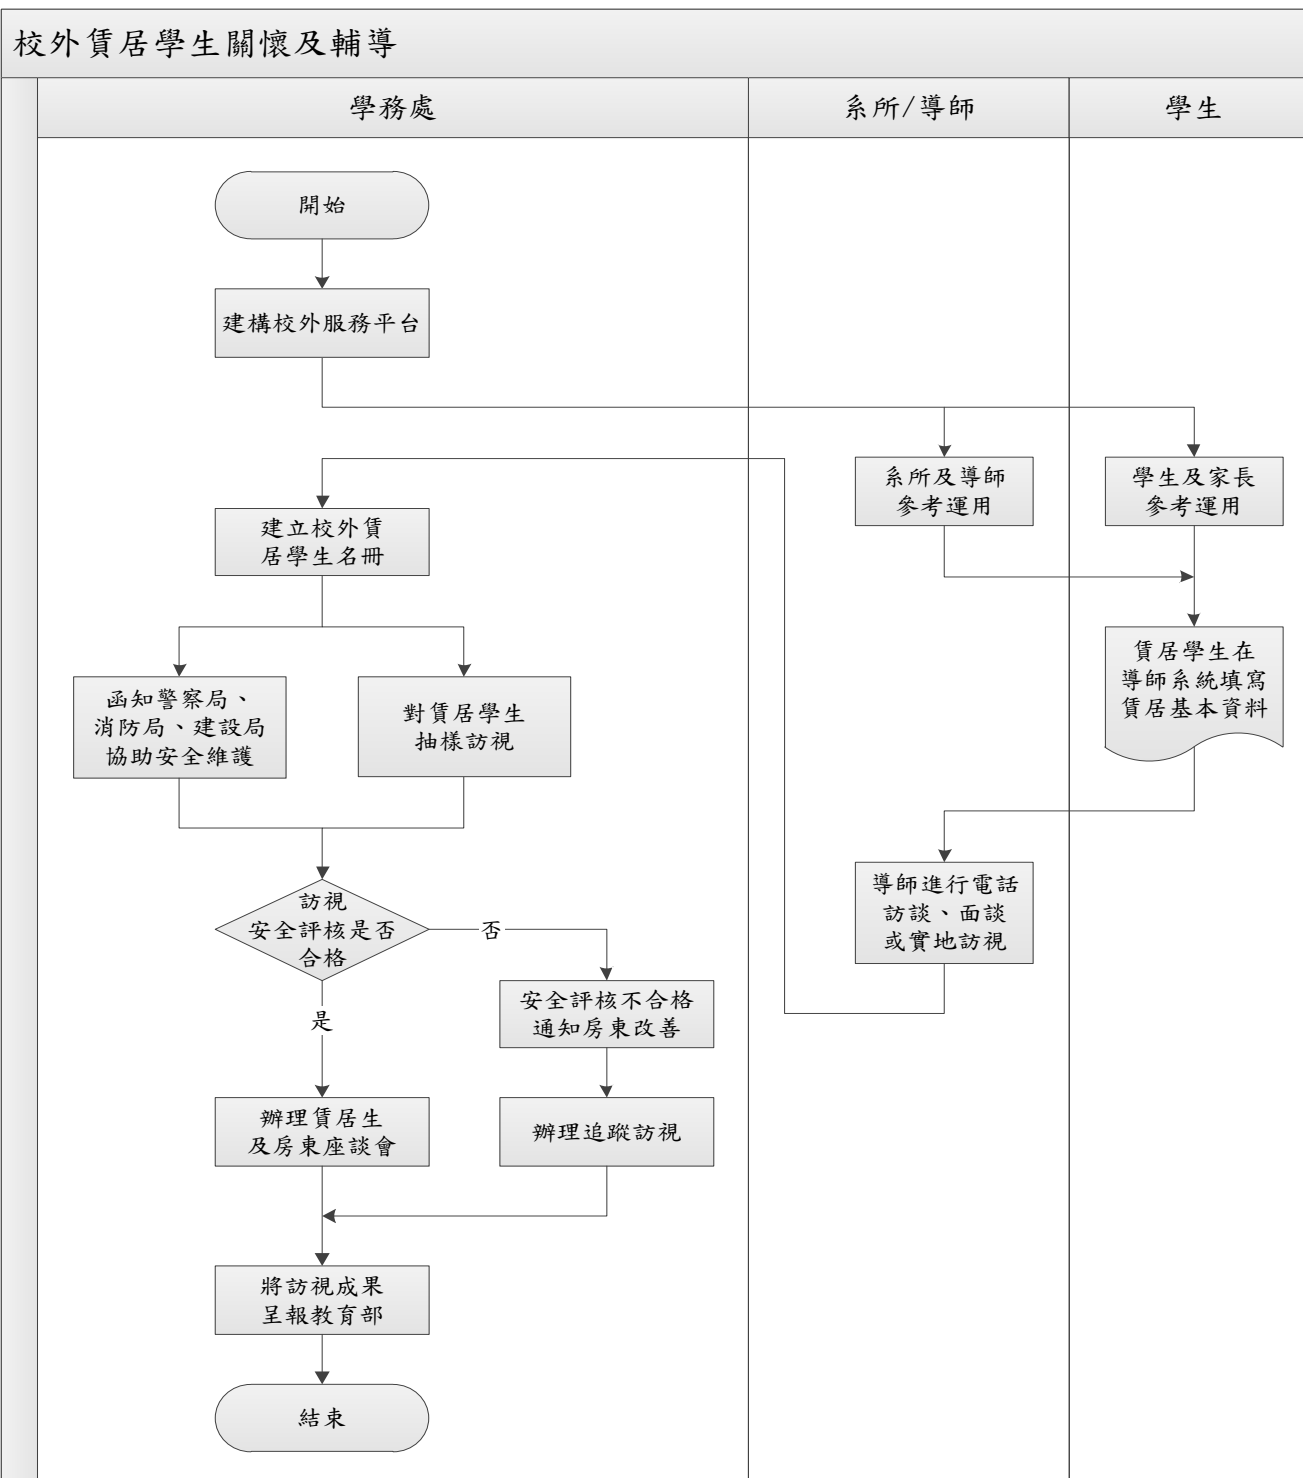 校外賃居學生關懷及輔導
學務處
系所/導師
學生
開始
建構校外服務平台
系所及導師
參考運用
學生及家長
參考運用
建立校外賃
居學生名冊
賃居學生在
導師系統填寫
賃居基本資料
函知警察局、
消防局、建設局
協助安全維護
對賃居學生
抽樣訪視
導師進行電話
訪談、面談
或實地訪視
訪視
安全評核是否
合格
否
是
安全評核不合格
通知房東改善
辦理賃居生
及房東座談會
辦理追蹤訪視
將訪視成果
呈報教育部
結束